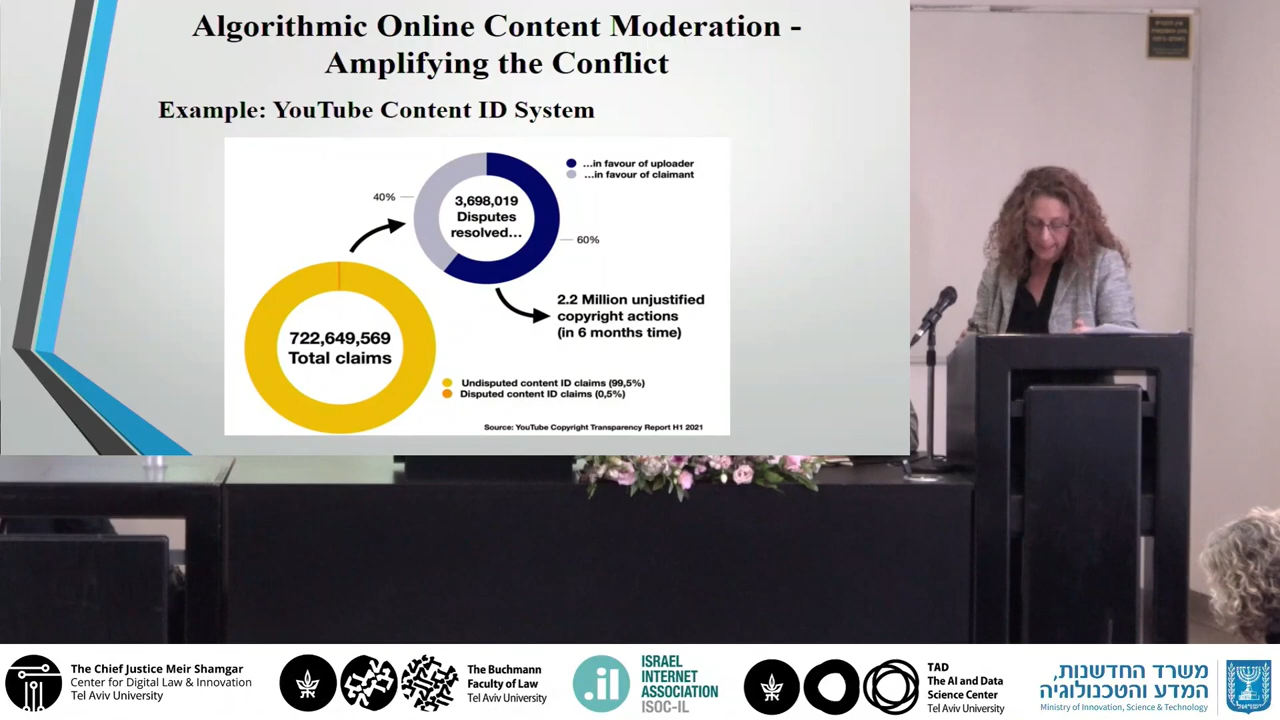 Algorithmic Online Content Moderation -
Amplifying the Conflict
Example: YouTube Content ID System
...in favour of uploader
...in favour of claimant
40%
3,698,019
Disputes
resolved...
60%
2.2 Million unjustified
copyright actions
(in 6 months time)
722,649,569
Total claims
Undisputed content ID claims (99,5%)
Disputed content ID claims (0,5%)
Source: YouTube Copyright Transparency Report H1 2021
The Chief Justice Meir Shamgar
Center for Digital Law & Innovation
Tel Aviv University
The Buchmann
Faculty of Law
Tel Aviv University
.il
ISRAEL
INTERNET
ASSOCIATION
ISOC-IL
TAD
The AI and Data
Science Center
Tel Aviv University
משרד החדשנות,
המדע והטכנולוגיה
Ministry of Innovation, Science & Technology